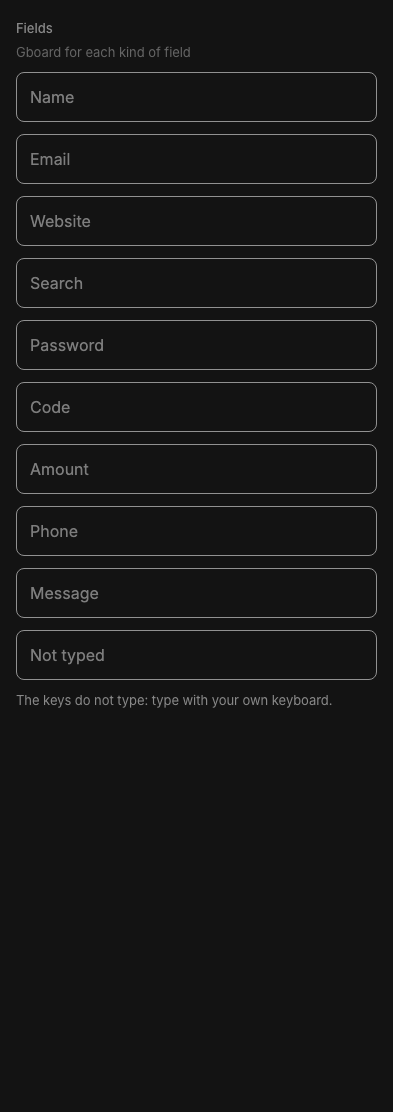 Fields
Gboard for each kind of field
Name
Email
Website
Search
Password
Code
Amount
Phone
Message
Not typed
The keys do not type: type with your own keyboard.